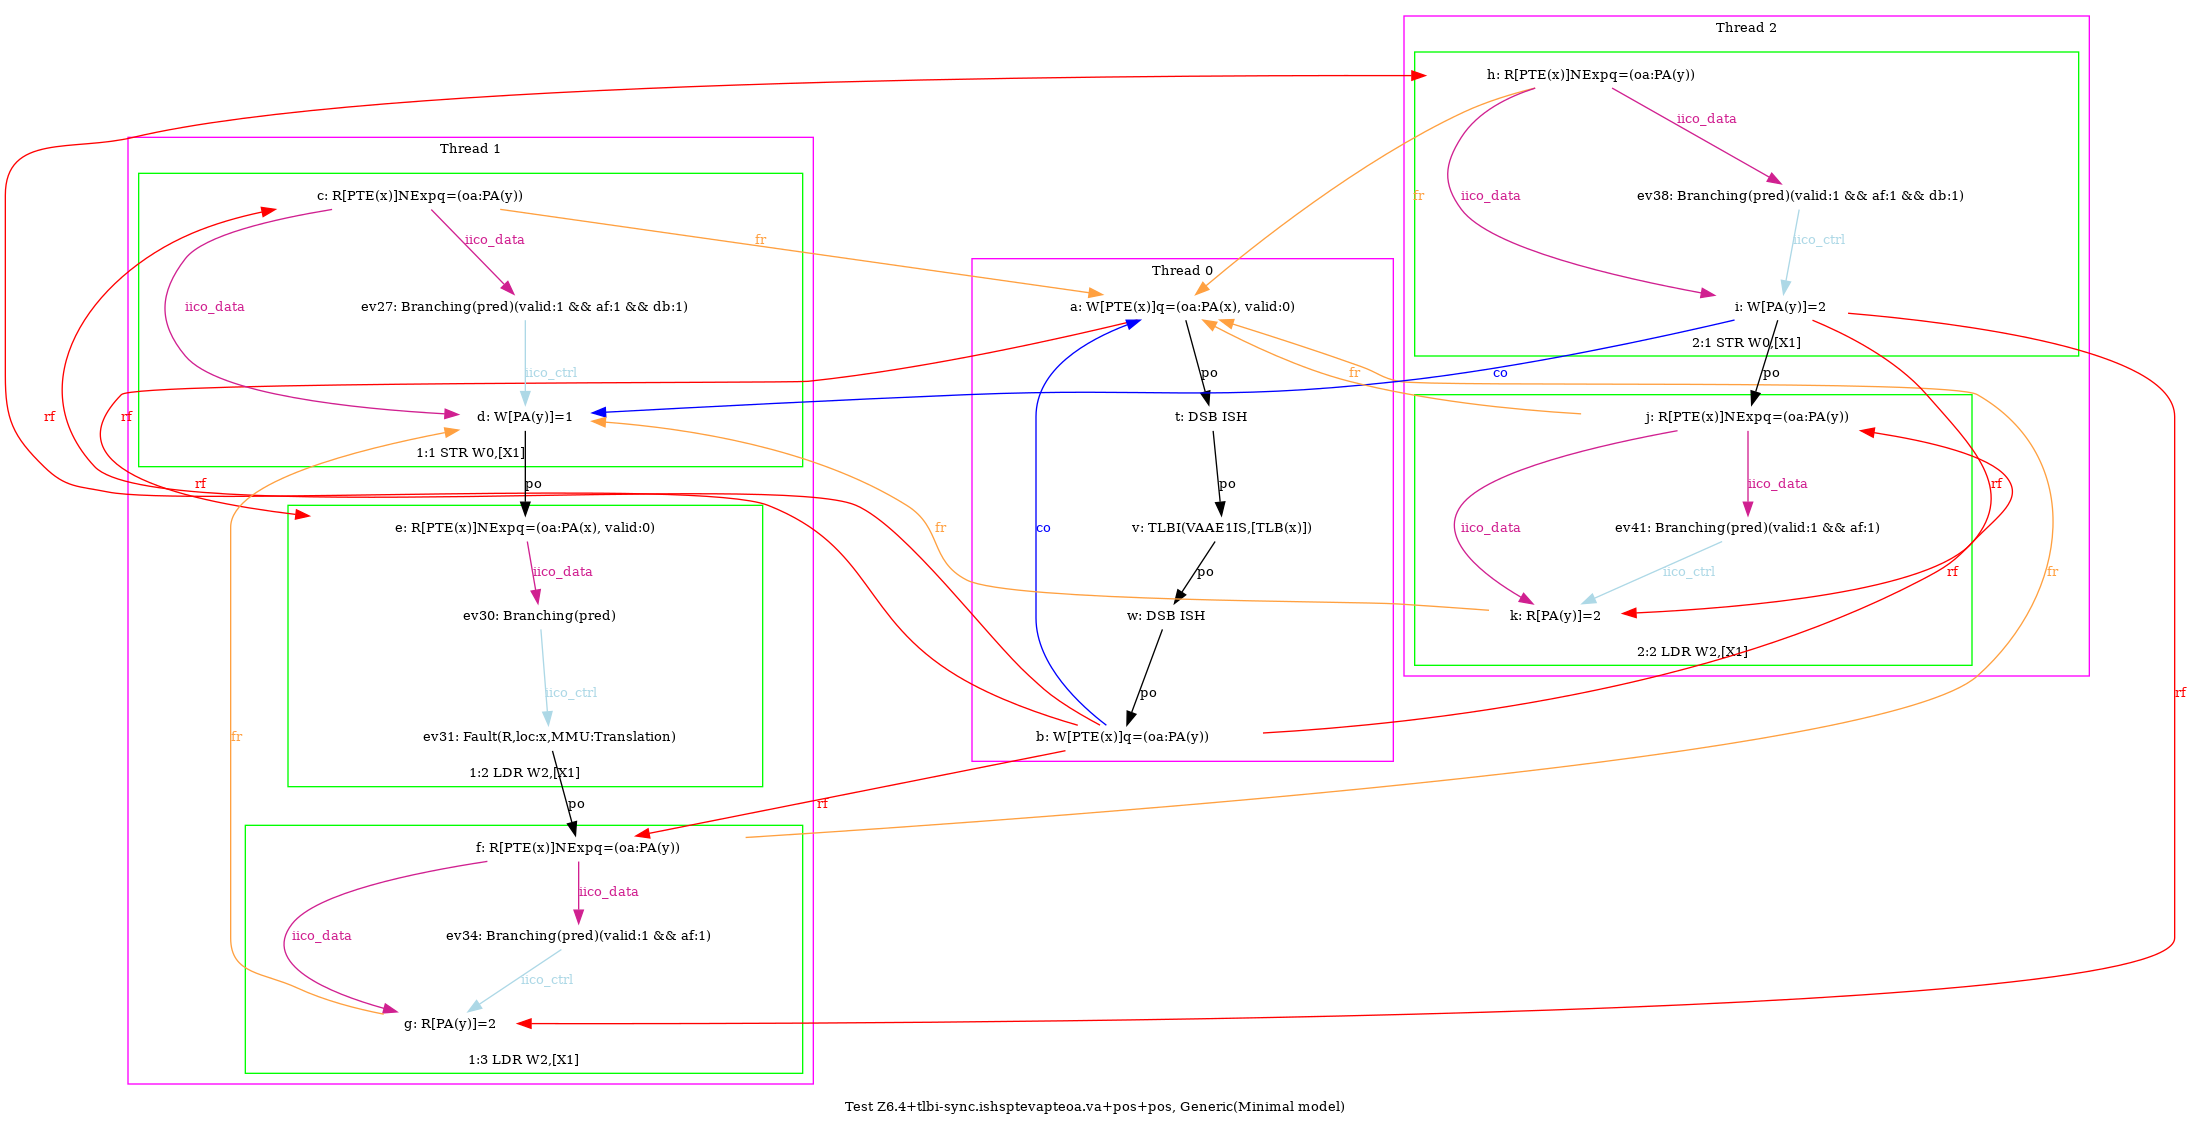 Thread 2
h: R[PTE(x)]NExpq=(oa:PA(y))
iico_data
Thread 1
c: R[PTE(x)]NExpq=(oa:PA(y))
fr
iico_data
ev38: Branching(pred)(valid:1 && af:1 && db:1)
iico_data
fr
iico_ctrl
Thread 0
iico_data
ev27: Branching(pred)(valid:1 && af:1 && db:1)
a: W[PTE(x)]q=(oa:PA(x), valid:0)
i: W[PA(y)]=2
2:1 STR W0,[X1]
iico_ctrl
po
fr
co
po
rf
rf
d: W[PA(y)]=1
t: DSB ISH
j: R[PTE(x)]NExpq=(oa:PA(y))
1:1 STR W0,[X1]
rf
po
po
iico_data
rf
e: R[PTE(x)]NExpq=(oa:PA(x), valid:0)
fr
co
v: TLBI(VAAE1IS,[TLB(x)])
iico_data
ev41: Branching(pred)(valid:1 && af:1)
iico_data
po
iico_ctrl
rf
fr
ev30: Branching(pred)
w: DSB ISH
k: R[PA(y)]=2
2:2 LDR W2,[X1]
iico_ctrl
po
rf
fr
ev31: Fault(R,loc:x,MMU:Translation)
b: W[PTE(x)]q=(oa:PA(y))
1:2 LDR W2,[X1]
po
rf
f: R[PTE(x)]NExpq=(oa:PA(y))
iico_data
iico_data
ev34: Branching(pred)(valid:1 && af:1)
iico_ctrl
g: R[PA(y)]=2
1:3 LDR W2,[X1]
Test Z6.4+tlbi-sync.ishsptevapteoa.va+pos+pos, Generic(Minimal model)